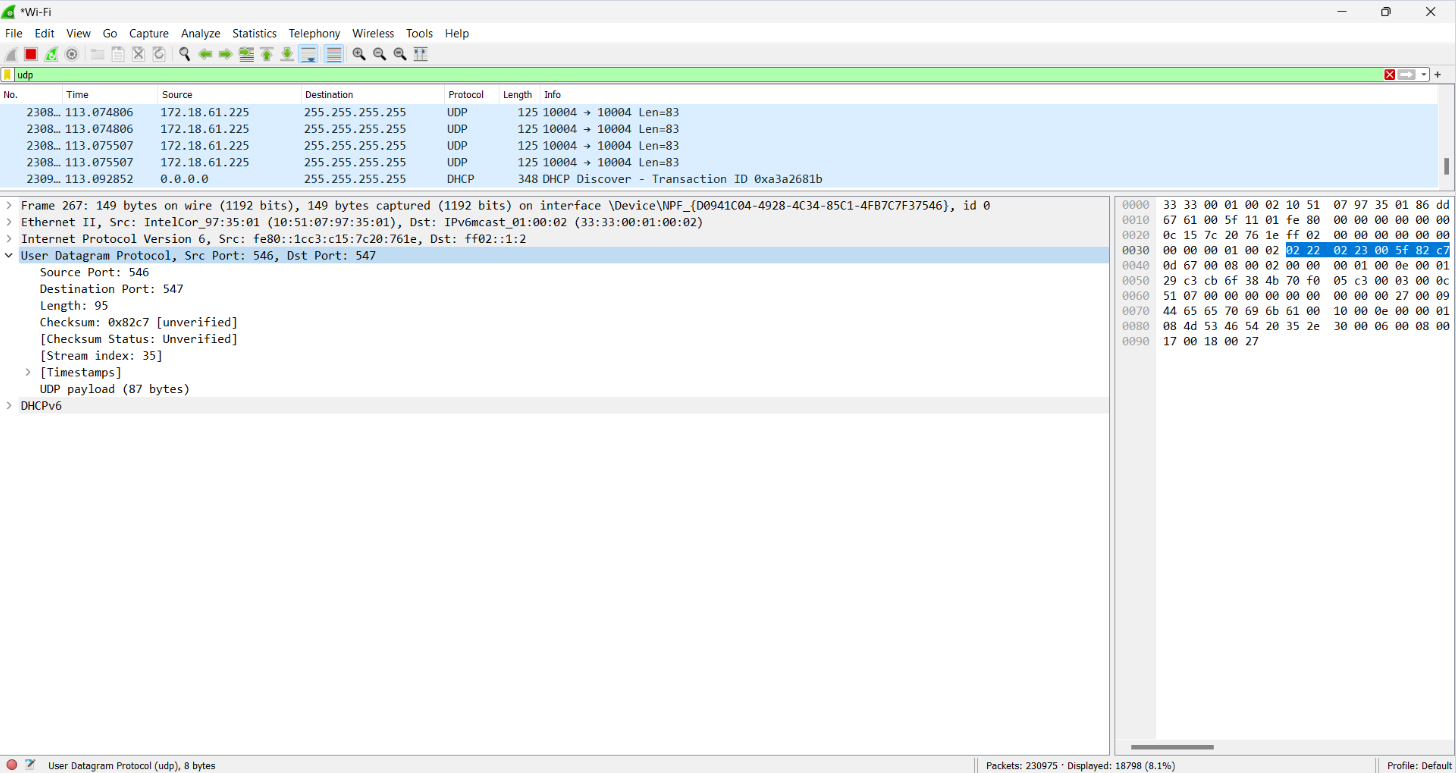 *Wi-Fi
File Edit View Go Capture Analyze Statistics Telephony Wireless Tools Help
udp
No. Time Source Destination Protocol Length Info
2308… 113.074806 172.18.61.225 255.255.255.255 UDP 125 10004 → 10004 Len=83
2308… 113.074806 172.18.61.225 255.255.255.255 UDP 125 10004 → 10004 Len=83
2308… 113.075507 172.18.61.225 255.255.255.255 UDP 125 10004 → 10004 Len=83
2308… 113.075507 172.18.61.225 255.255.255.255 UDP 125 10004 → 10004 Len=83
2309… 113.092852 0.0.0.0 255.255.255.255 DHCP 348 DHCP Discover - Transaction ID 0xa3a2681b
Frame 267: 149 bytes on wire (1192 bits), 149 bytes captured (1192 bits) on interface \Device\NPF_{D0941C04-4928-4C34-85C1-4FB7C7F37546}, id 0
Ethernet II, Src: IntelCor_97:35:01 (10:51:07:97:35:01), Dst: IPv6mcast_01:00:02 (33:33:00:01:00:02)
Internet Protocol Version 6, Src: fe80::1cc3:c15:7c20:761e, Dst: ff02::1:2
User Datagram Protocol, Src Port: 546, Dst Port: 547
Source Port: 546
Destination Port: 547
Length: 95
Checksum: 0x82c7 [unverified]
[Checksum Status: Unverified]
[Stream index: 35]
[Timestamps]
UDP payload (87 bytes)
DHCPv6
0000 33 33 00 01 00 02 10 51 07 97 35 01 86 dd
0010 67 61 00 5f 11 01 fe 80 00 00 00 00 00 00
0020 0c 15 7c 20 76 1e ff 02 00 00 00 00 00 00
0030 00 00 00 01 00 02 02 22 02 23 00 5f 82 c7
0040 0d 67 00 08 00 02 00 00 00 01 00 0e 00 01
0050 29 c3 cb 6f 38 4b 70 f0 05 c3 00 03 00 0c
0060 51 07 00 00 00 00 00 00 00 00 00 27 00 09
0070 44 65 65 70 69 6b 61 00 10 00 0e 00 00 01
0080 08 4d 53 46 54 20 35 2e 30 00 06 00 08 00
0090 17 00 18 00 27
User Datagram Protocol (udp), 8 bytes
Packets: 230975 · Displayed: 18798 (8.1%)
Profile: Default